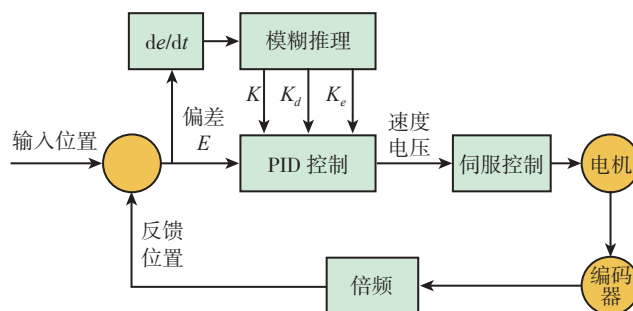 de/dt
模糊推理
K
K_d
K_e
输入位置
偏差
E
PID 控制
速度
电压
伺服控制
电机
反馈
位置
倍频
编码
器